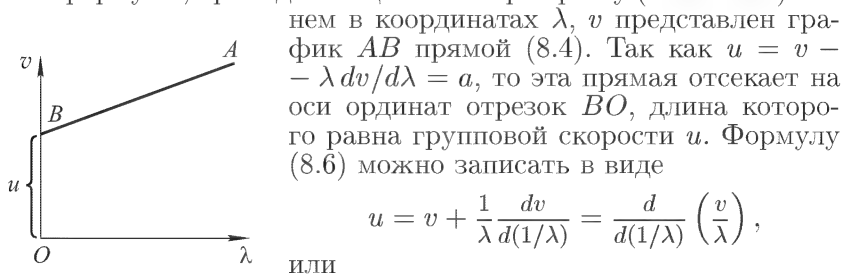 нем в координатах λ, v представлен гра-
фик AB прямой (8.4). Так как u = v −
− λ dv/dλ = a, то эта прямая отсекает на
оси ординат отрезок BO, длина которо-
го равна групповой скорости u. Формулу
(8.6) можно записать в виде
u = v + 1/λ dv/d(1/λ) = d/d(1/λ) (v/λ),
или
v
A
B
u
O
λ